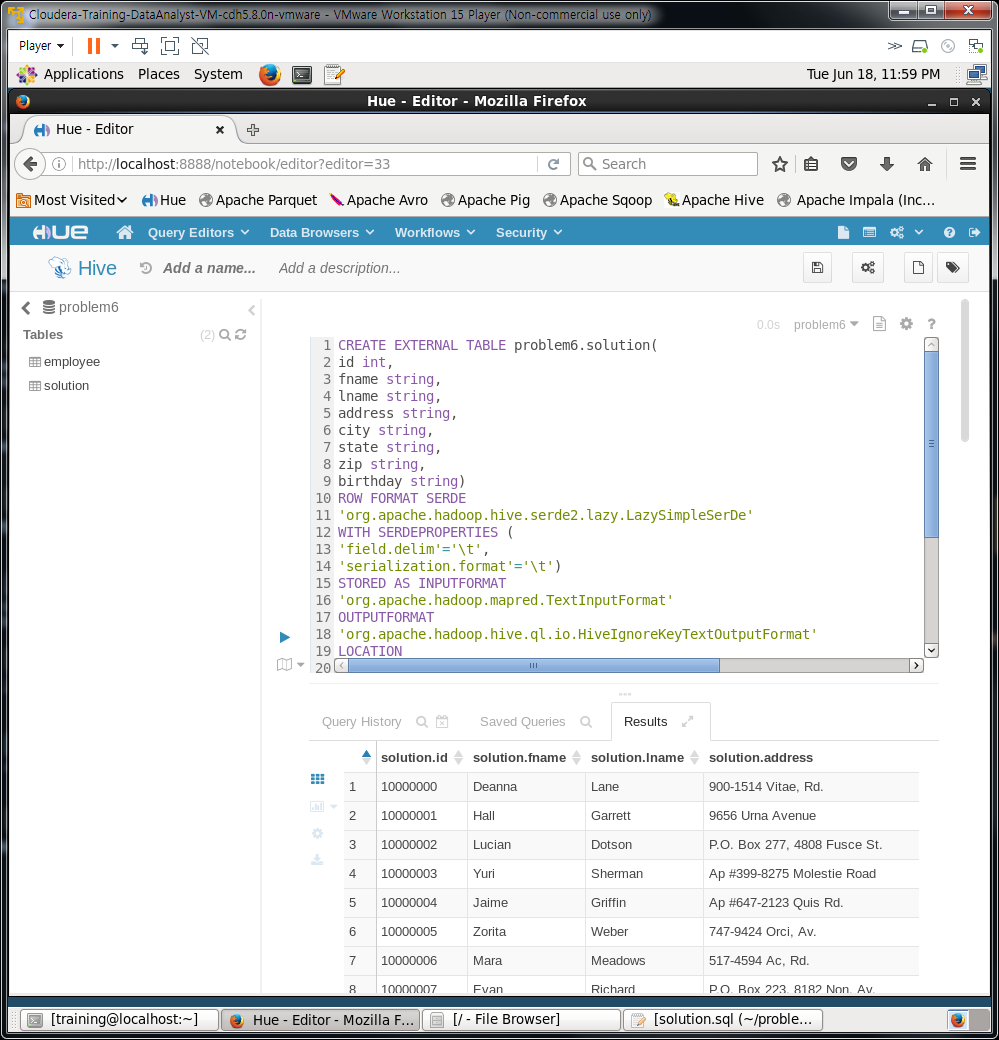 Cloudera-Training-DataAnalyst-VM-cdh5.8.0n-vmware - VMware Workstation 15 Player (Non-commercial use only)
Player
Applications Places System Tue Jun 18, 11:59 PM
Hue - Editor - Mozilla Firefox
Hue - Editor
http://localhost:8888/notebook/editor?editor=33 Search
Most Visited Hue Apache Parquet Apache Avro Apache Pig Apache Sqoop Apache Hive Apache Impala (Inc...
HUE Query Editors Data Browsers Workflows Security
Hive Add a name... Add a description...
problem6
Tables (2)
employee
solution
0.0s problem6 ?
1 CREATE EXTERNAL TABLE problem6.solution(
2 id int,
3 fname string,
4 lname string,
5 address string,
6 city string,
7 state string,
8 zip string,
9 birthday string)
10 ROW FORMAT SERDE
11 'org.apache.hadoop.hive.serde2.lazy.LazySimpleSerDe'
12 WITH SERDEPROPERTIES (
13 'field.delim'='\t',
14 'serialization.format'='\t')
15 STORED AS INPUTFORMAT
16 'org.apache.hadoop.mapred.TextInputFormat'
17 OUTPUTFORMAT
18 'org.apache.hadoop.hive.ql.io.HiveIgnoreKeyTextOutputFormat'
19 LOCATION
20
Query History Saved Queries Results
solution.id solution.fname solution.lname solution.address
1 10000000 Deanna Lane 900-1514 Vitae, Rd.
2 10000001 Hall Garrett 9656 Urna Avenue
3 10000002 Lucian Dotson P.O. Box 277, 4808 Fusce St.
4 10000003 Yuri Sherman Ap #399-8275 Molestie Road
5 10000004 Jaime Griffin Ap #647-2123 Quis Rd.
6 10000005 Zorita Weber 747-9424 Orci, Av.
7 10000006 Mara Meadows 517-4594 Ac, Rd.
8 10000007 Evan Richard P.O. Box 223, 8182 Non, Av.
[training@localhost:~] Hue - Editor - Mozilla F... [/ - File Browser] [solution.sql (~/proble...